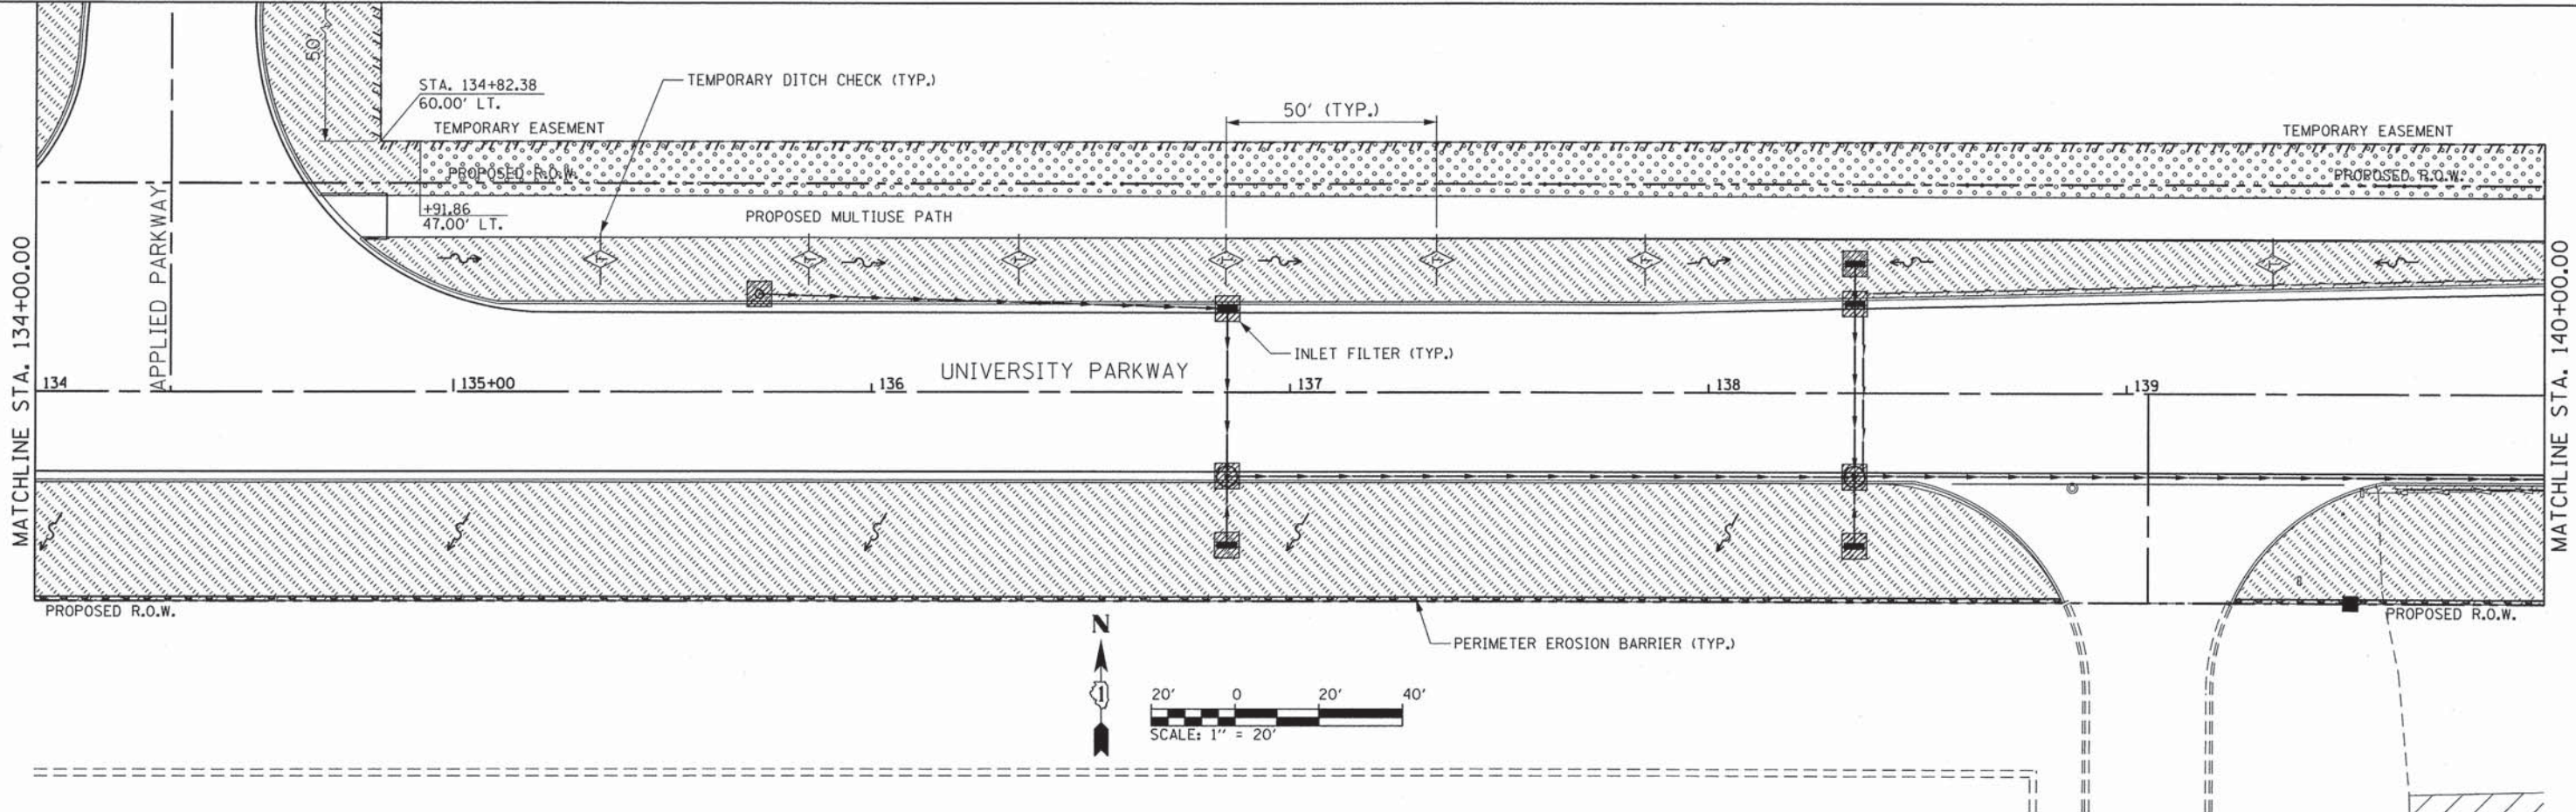 50'
STA. 134+82.38
60.00' LT.
TEMPORARY DITCH CHECK (TYP.)
50' (TYP.)
TEMPORARY EASEMENT
TEMPORARY EASEMENT
PROPOSED R.O.W.
PROPOSED R.O.W.
+91.86
47.00' LT.
PROPOSED MULTIUSE PATH
MATCHLINE STA. 134+00.00
APPLIED PARKWAY
T
T
T
T
T
T
T
MATCHLINE STA. 140+00.00
INLET FILTER (TYP.)
UNIVERSITY PARKWAY
134
135+00
136
137
138
139
PROPOSED R.O.W.
PROPOSED R.O.W.
PERIMETER EROSION BARRIER (TYP.)
N
1
20' 0 20' 40'
SCALE: 1" = 20'